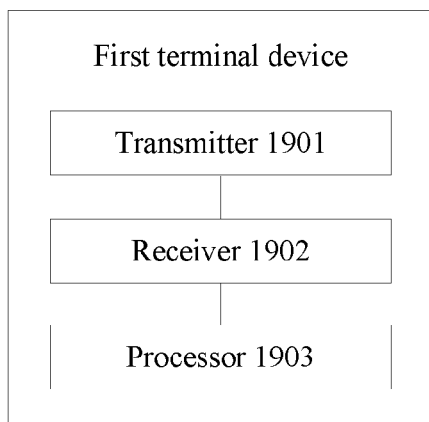 First terminal device
Transmitter 1901
Receiver 1902
Processor 1903